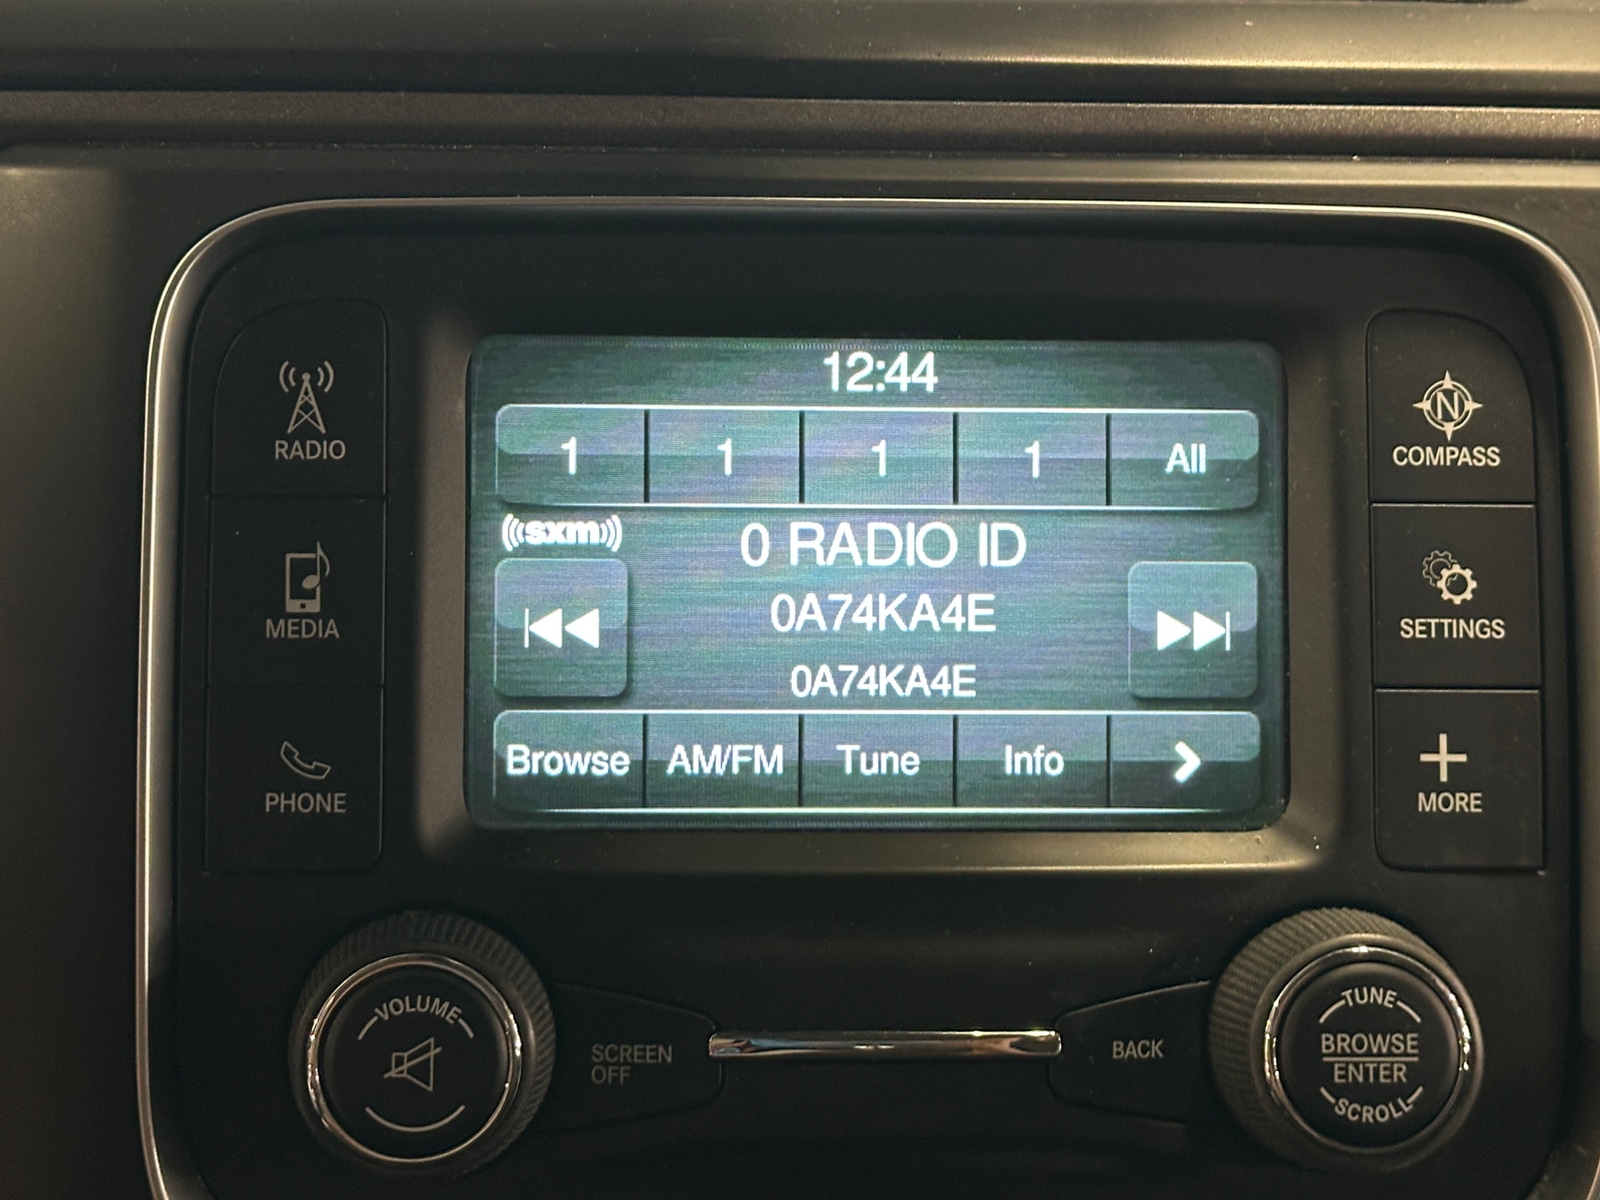 12:44
1 1 1 1 All
((sxm))
0 RADIO ID
0A74KA4E
0A74KA4E
Browse AM/FM Tune Info
RADIO
MEDIA
PHONE
N
COMPASS
SETTINGS
MORE
VOLUME
SCREEN
OFF
BACK
TUNE
BROWSE
ENTER
SCROLL